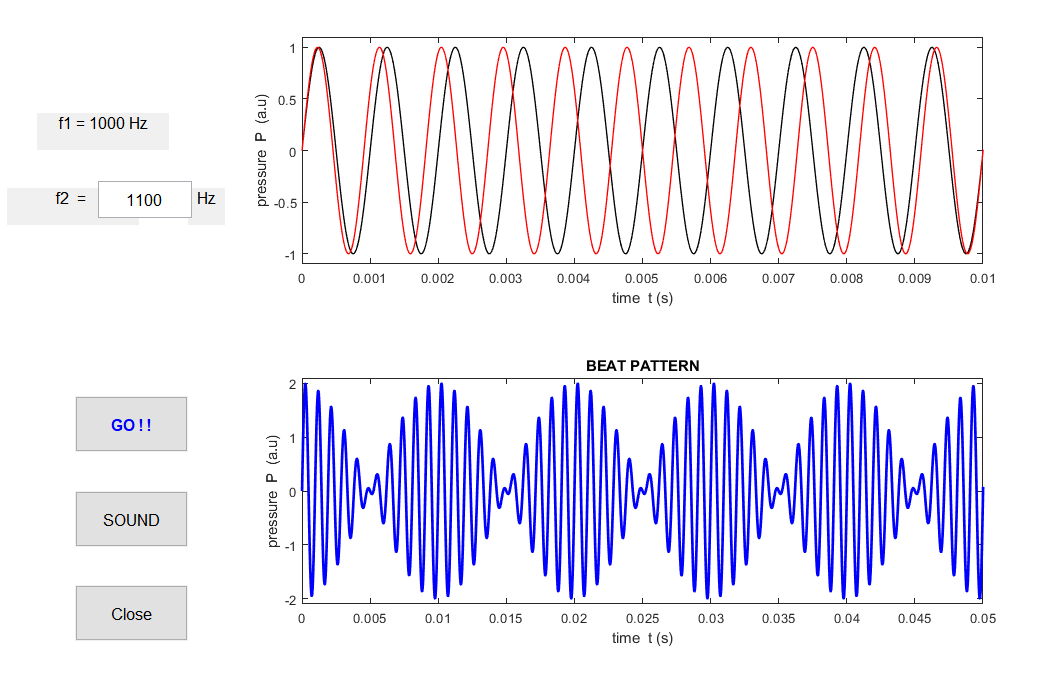 f1 = 1000 Hz
f2 =
1100
Hz
1
0.5
0
-0.5
-1
pressure P (a.u)
0 0.001 0.002 0.003 0.004 0.005 0.006 0.007 0.008 0.009 0.01
time t (s)
BEAT PATTERN
2
1
0
-1
-2
pressure P (a.u)
0 0.005 0.01 0.015 0.02 0.025 0.03 0.035 0.04 0.045 0.05
time t (s)
GO ! !
SOUND
Close